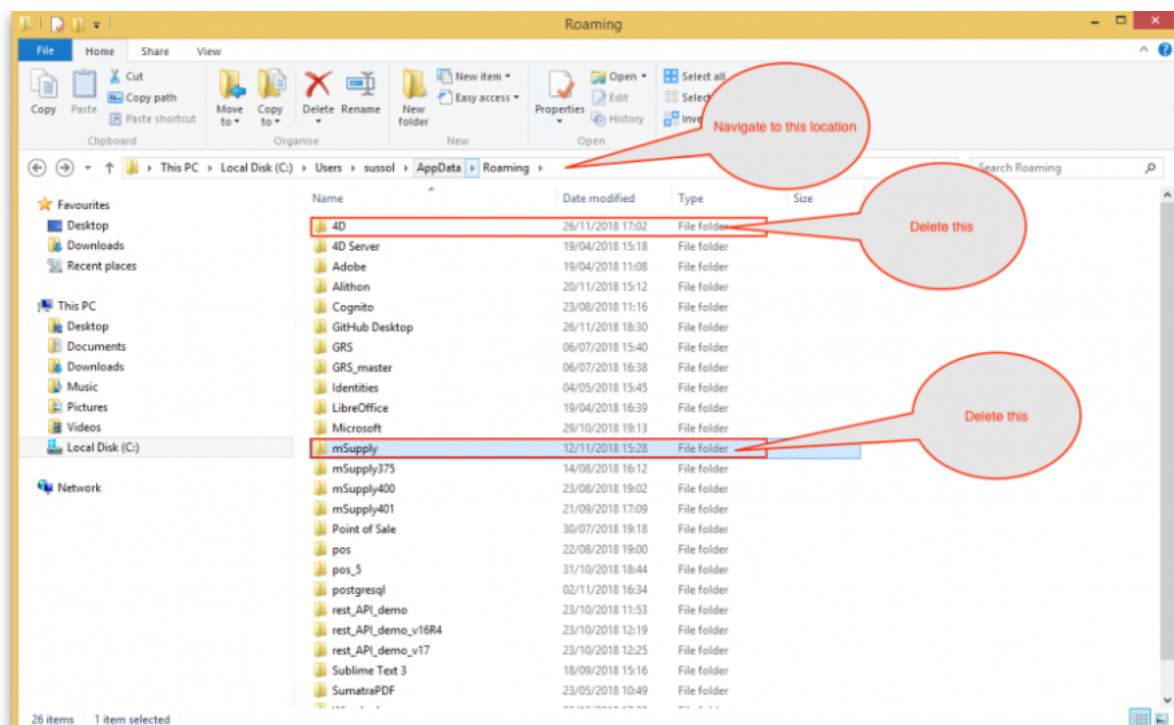 Roaming
File Home Share View
Copy
Paste
Cut
Copy path
Paste shortcut
Clipboard
Move to
Copy to
Delete
Rename
Organise
New folder
New item
Easy access
New
Properties
Open
Edit
History
Open
Select all
Navigate to this location
This PC Local Disk (C:) Users sussol AppData Roaming
Search Roaming
Favourites
Desktop
Downloads
Recent places
This PC
Desktop
Documents
Downloads
Music
Pictures
Videos
Local Disk (C:)
Network
Name Date modified Type Size
4D 26/11/2018 17:02 File folder
Delete this
4D Server 19/04/2018 15:18 File folder
Adobe 19/04/2018 11:08 File folder
Alithon 20/11/2018 15:12 File folder
Cognito 23/08/2018 11:16 File folder
GitHub Desktop 26/11/2018 18:30 File folder
GRS 06/07/2018 15:40 File folder
GRS_master 06/07/2018 16:38 File folder
Identities 04/05/2018 15:45 File folder
LibreOffice 19/04/2018 16:39 File folder
Delete this
Microsoft 29/10/2018 19:13 File folder
mSupply 12/11/2018 15:28 File folder
mSupply375 14/08/2018 16:12 File folder
mSupply400 23/08/2018 19:02 File folder
mSupply401 21/09/2018 17:09 File folder
Point of Sale 30/07/2018 19:18 File folder
pos 22/08/2018 19:00 File folder
pos_5 31/10/2018 18:44 File folder
postgresql 02/11/2018 16:34 File folder
rest_API_demo 23/10/2018 11:53 File folder
rest_API_demo_v16R4 23/10/2018 12:19 File folder
rest_API_demo_v17 23/10/2018 12:25 File folder
Sublime Text 3 18/09/2018 15:16 File folder
SumatraPDF 23/05/2018 10:49 File folder
26 items 1 item selected